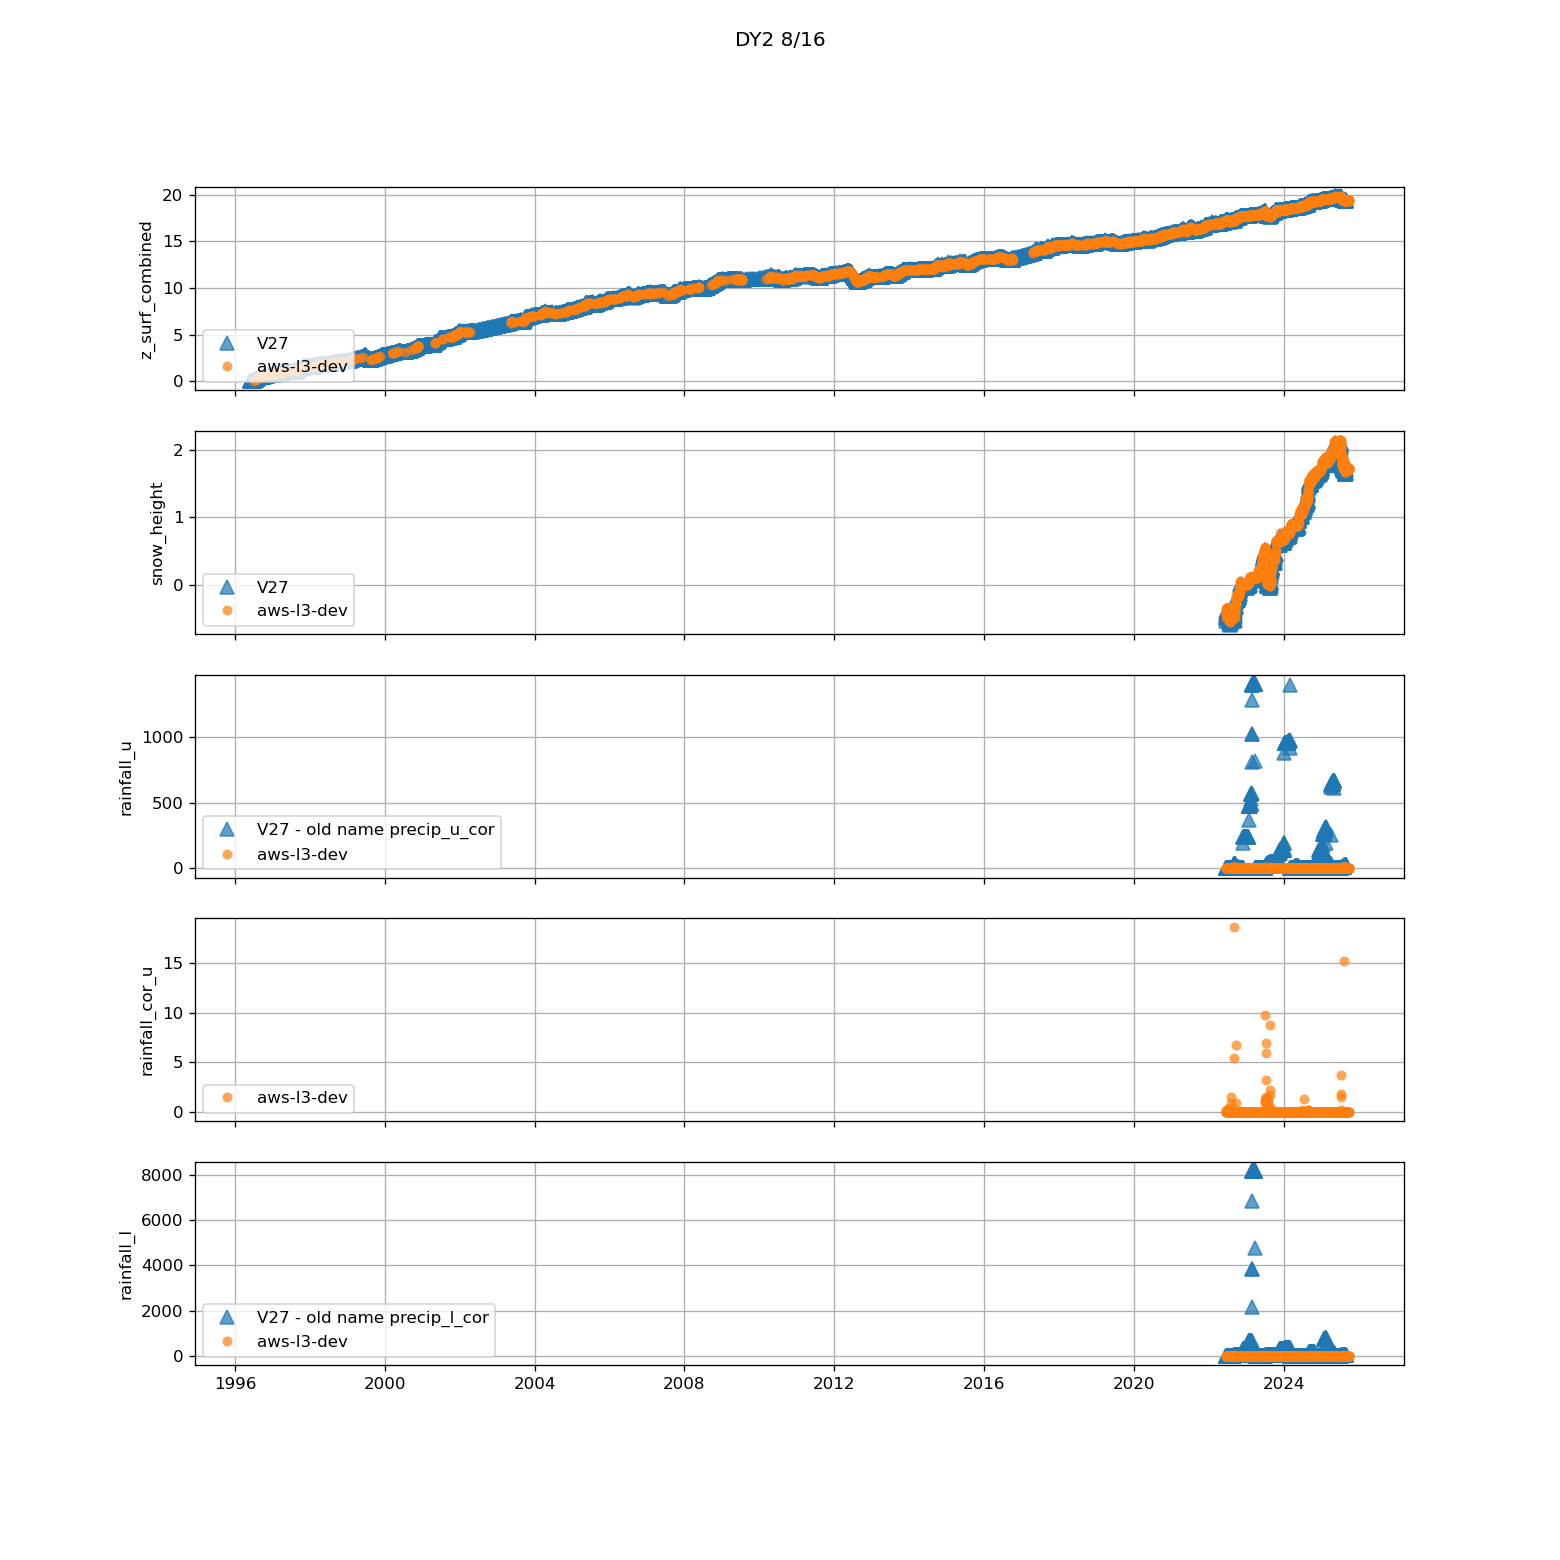 DY2 8/16
z_surf_combined
20
15
10
5
0
V27
aws-l3-dev
snow_height
2
1
0
V27
aws-l3-dev
rainfall_u
1000
500
0
V27 - old name precip_u_cor
aws-l3-dev
rainfall_cor_u
15
10
5
0
aws-l3-dev
rainfall_l
8000
6000
4000
2000
0
V27 - old name precip_l_cor
aws-l3-dev
1996 2000 2004 2008 2012 2016 2020 2024